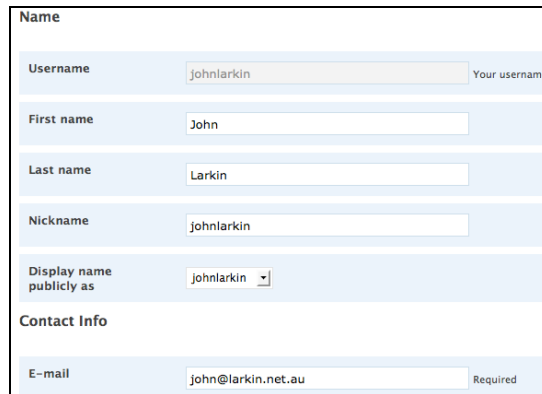 Name
Username johnlarkin Your usernam
First name John
Last name Larkin
Nickname johnlarkin
Display name
publicly as johnlarkin
Contact Info
E-mail john@larkin.net.au Required